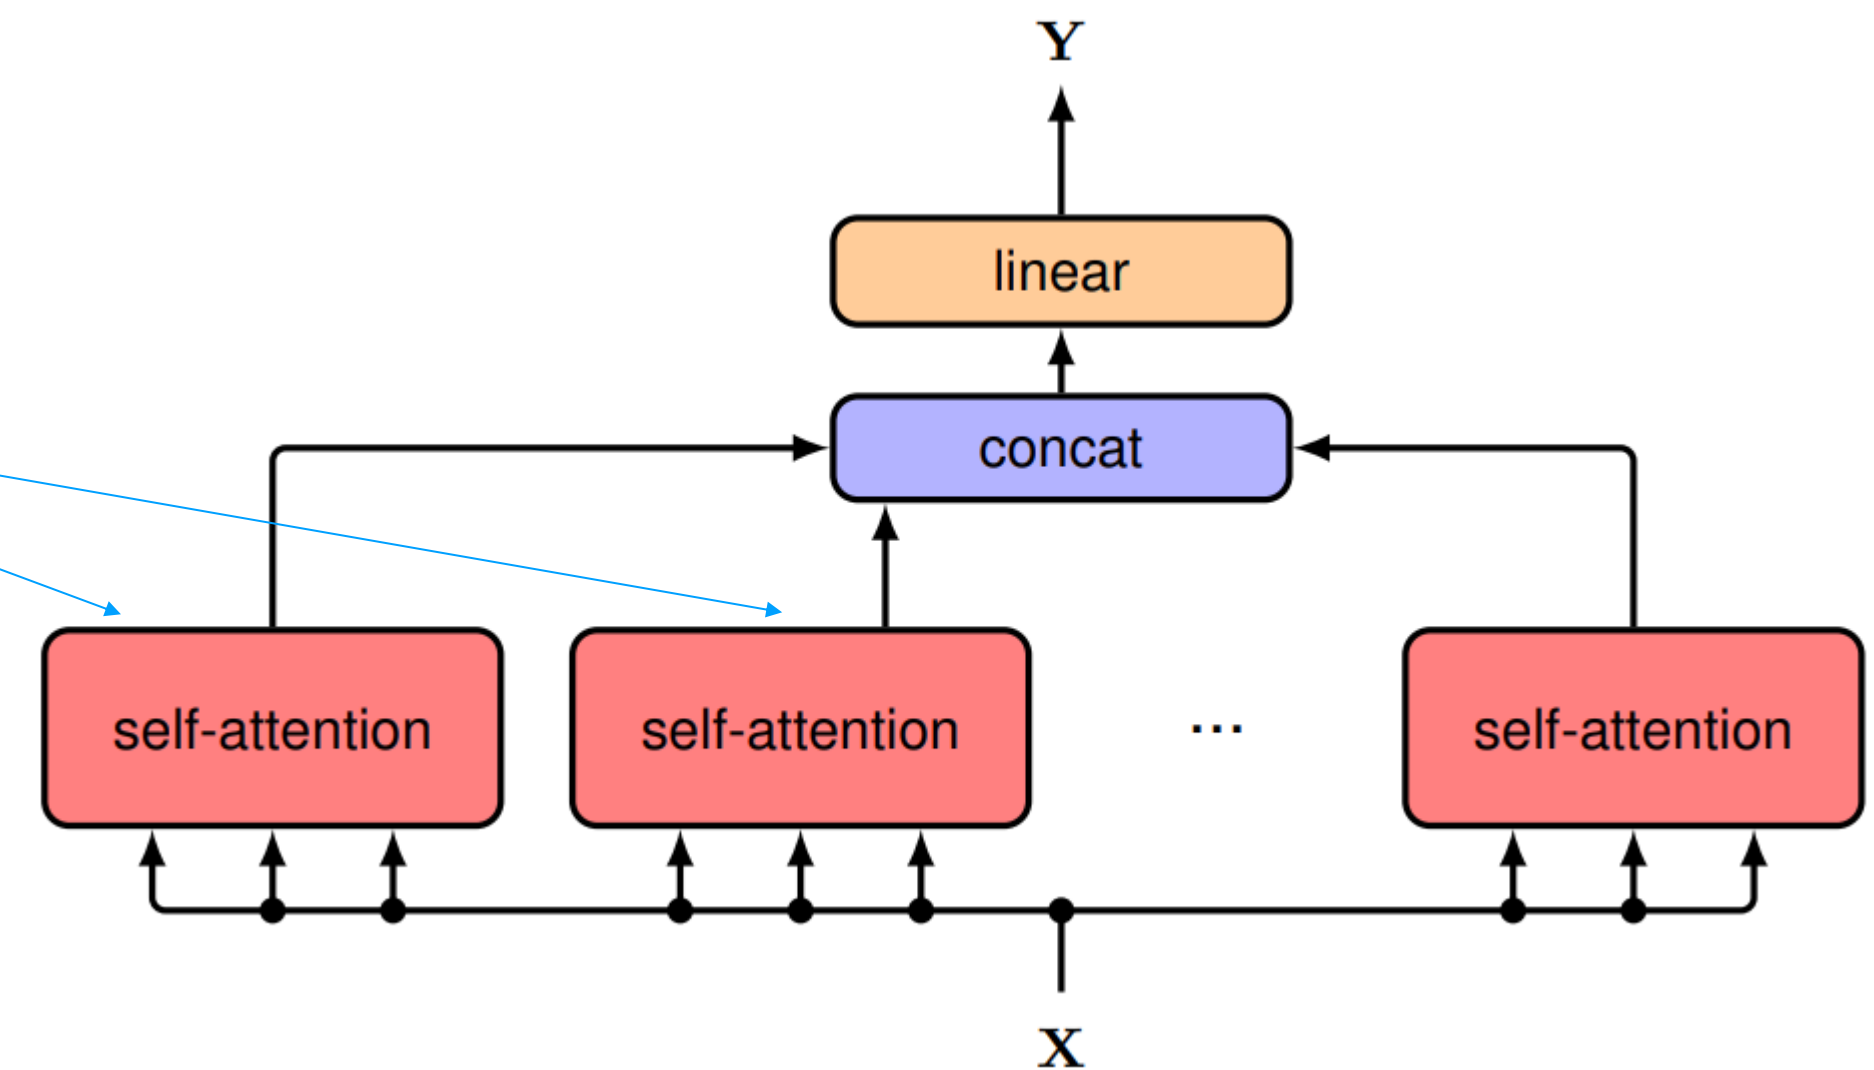 Y
linear
concat
self-attention self-attention ... self-attention
X